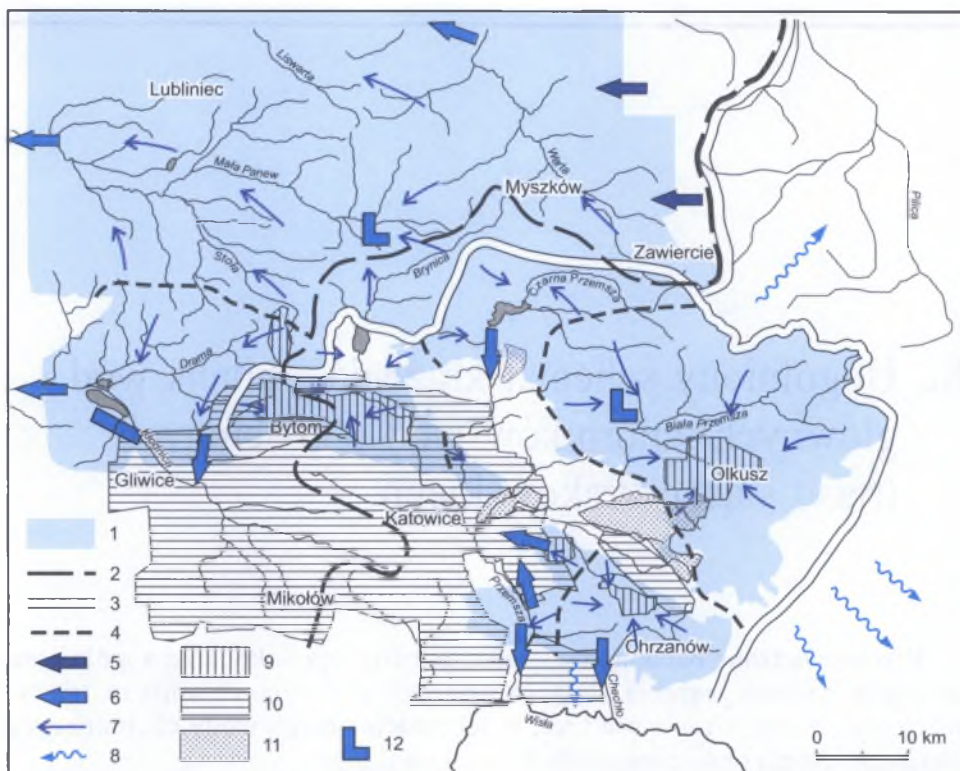 Liswarta
Lubliniec
Warta
Mała Panew
Myszków
Pilica
Zawiercie
Stoła
Brynica
Czarna Przemsza
Drama
Biała Przemsza
Bytom
Kłodnica
Olkusz
Gliwice
Katowice
1
2
3
Mikołów
Przemsza
4
Chrzanów
5
9
6
10
Chechło
7
Wisła
8
11
12
0 10 km